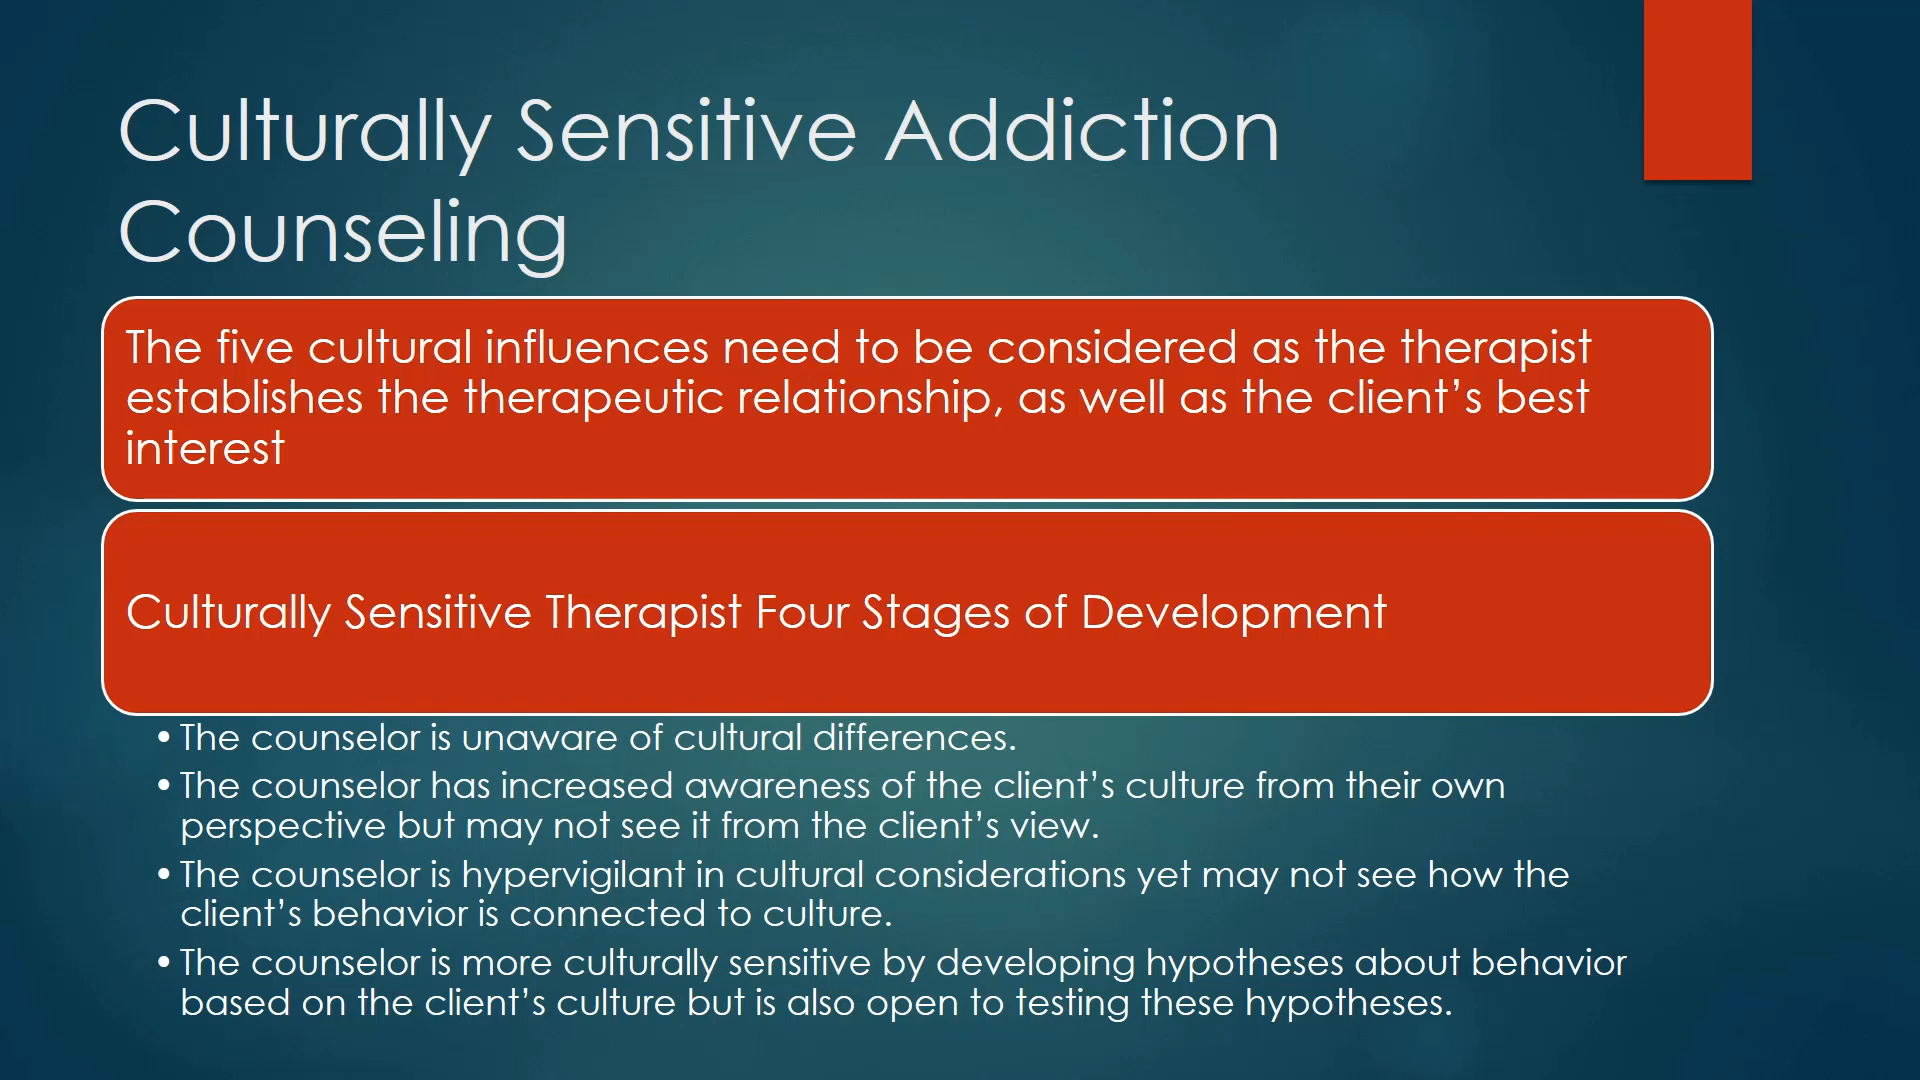 Culturally Sensitive Addiction
Counseling
The five cultural influences need to be considered as the therapist
establishes the therapeutic relationship, as well as the client’s best
interest
Culturally Sensitive Therapist Four Stages of Development
• The counselor is unaware of cultural differences.
• The counselor has increased awareness of the client’s culture from their own
perspective but may not see it from the client’s view.
• The counselor is hypervigilant in cultural considerations yet may not see how the
client’s behavior is connected to culture.
• The counselor is more culturally sensitive by developing hypotheses about behavior
based on the client’s culture but is also open to testing these hypotheses.